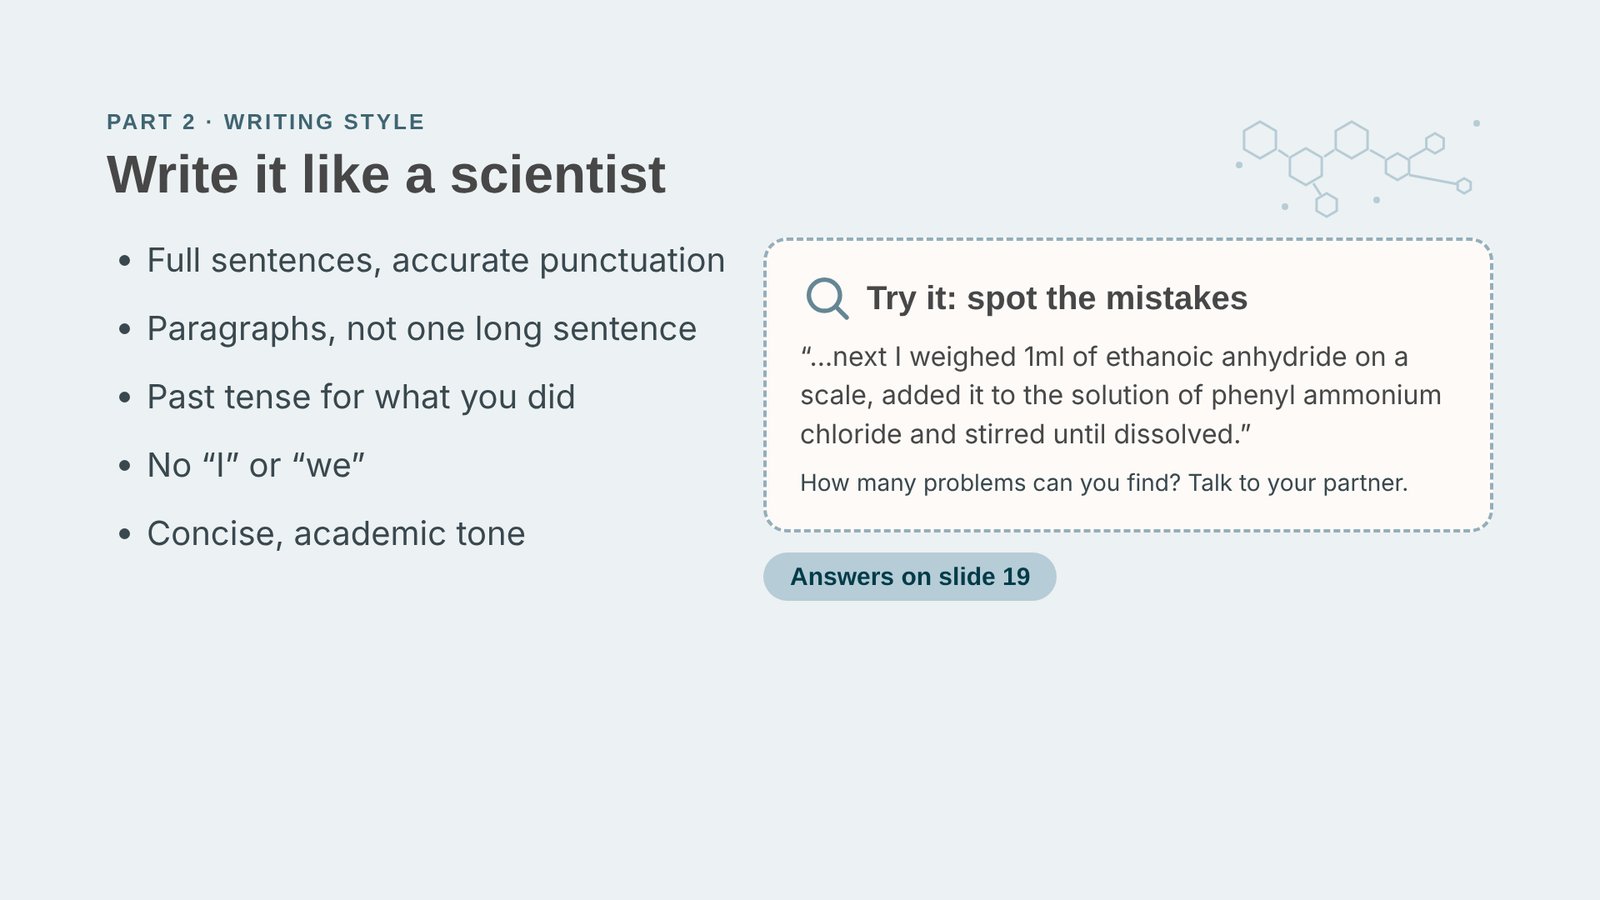 PART 2 · WRITING STYLE
Write it like a scientist
• Full sentences, accurate punctuation
• Paragraphs, not one long sentence
• Past tense for what you did
• No “I” or “we”
• Concise, academic tone
Try it: spot the mistakes
“…next I weighed 1ml of ethanoic anhydride on a
scale, added it to the solution of phenyl ammonium
chloride and stirred until dissolved.”
How many problems can you find? Talk to your partner.
Answers on slide 19